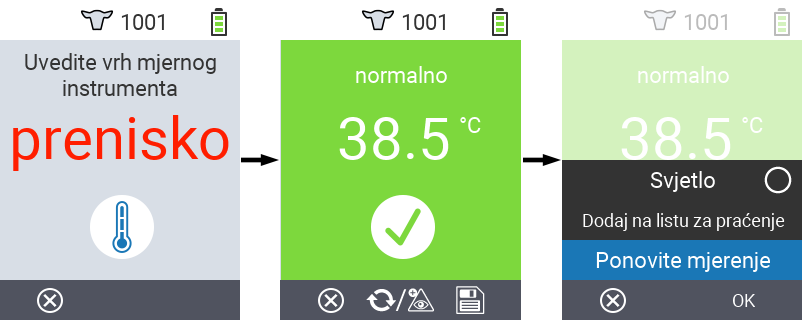 1001
Uvedite vrh mjernog
instrumenta
prenisko
1001
normalno
38.5 °C
1001
normalno
38.5 °C
Svjetlo
Dodaj na listu za praćenje
Ponovite mjerenje
OK